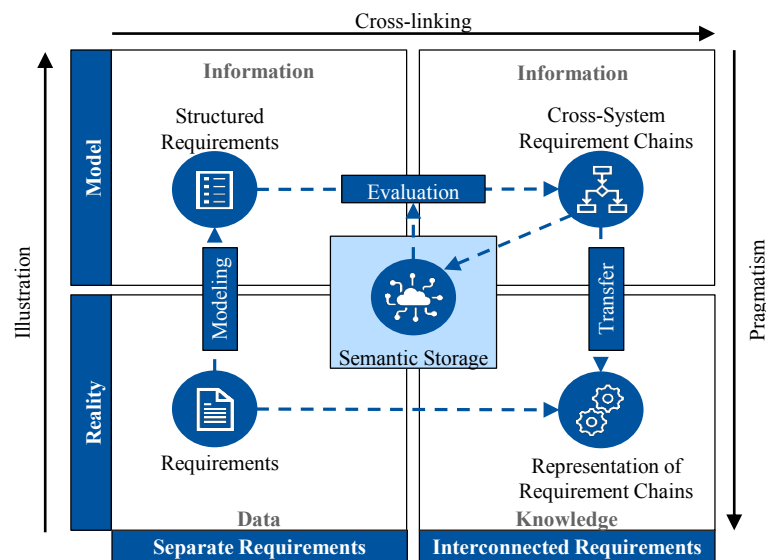 Cross-linking
Information
Information
Structured
Requirements
Cross-System
Requirement Chains
Model
Evaluation
Illustration
Modeling
Transfer
Pragmatism
Semantic Storage
Reality
Requirements
Representation of
Requirement Chains
Data
Knowledge
Separate Requirements
Interconnected Requirements